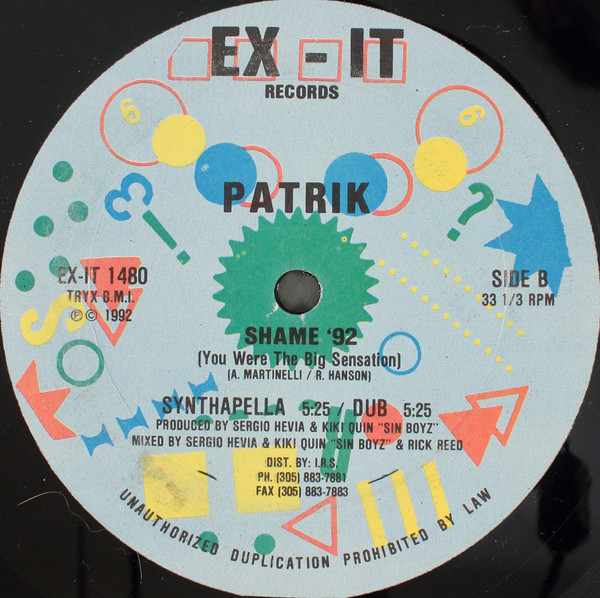 EX - IT
RECORDS
6
6
PATRIK
3!
?
EX-IT 1480
TRYX B.M.I.
℗ © 1992
SIDE B
33 1/3 RPM
S
SHAME '92
(You Were The Big Sensation)
(A. MARTINELLI / R. HANSON)
SYNTHAPELLA 5:25 / DUB 5:25
PRODUCED BY SERGIO HEVIA & KIKI QUIN "SIN BOYZ"
MIXED BY SERGIO HEVIA & KIKI QUIN "SIN BOYZ" & RICK REED
DIST. BY: I.R.S.
PH. (305) 883-7881
FAX (305) 883-7883
UNAUTHORIZED DUPLICATION PROHIBITED BY LAW